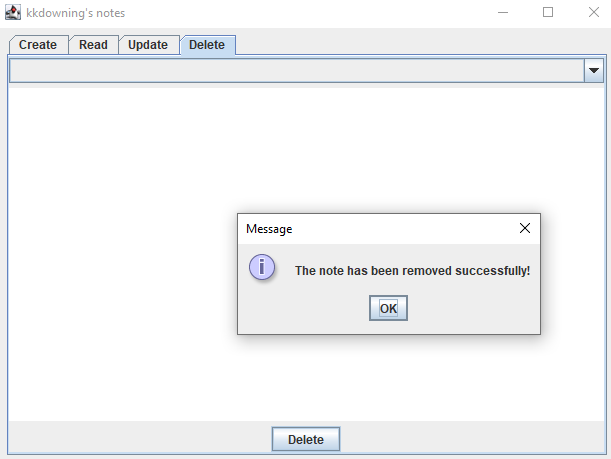 kkdowning's notes
Create Read Update Delete
Message
i
The note has been removed successfully!
OK
Delete